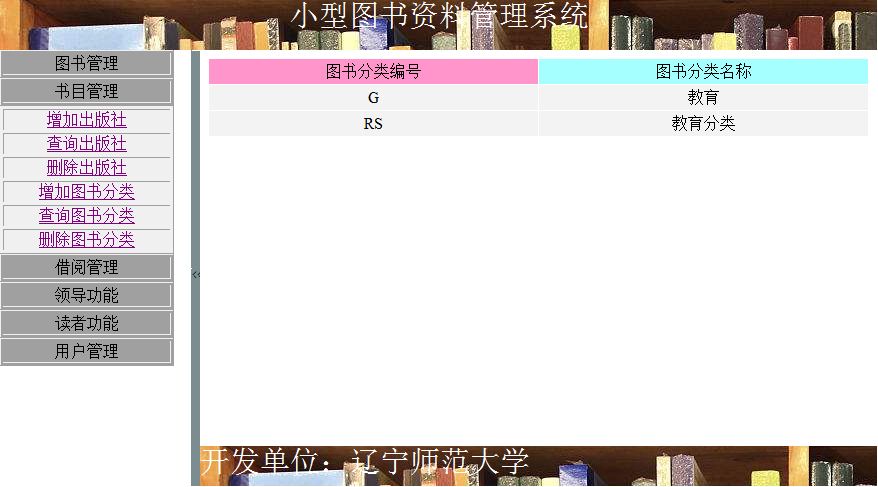 小型图书资料管理系统
图书管理
书目管理
增加出版社
查询出版社
删除出版社
增加图书分类
查询图书分类
删除图书分类
借阅管理
领导功能
读者功能
用户管理
‹‹
图书分类编号 图书分类名称
G 教育
RS 教育分类
开发单位：辽宁师范大学